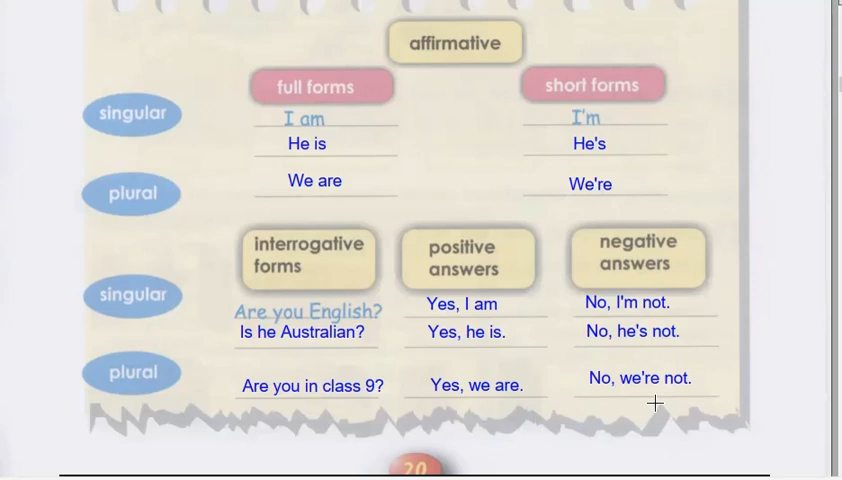 affirmative
full forms short forms
singular I am I'm
He is He's
plural We are We're
interrogative forms positive answers negative answers
singular Are you English? Yes, I am No, I'm not.
Is he Australian? Yes, he is. No, he's not.
plural Are you in class 9? Yes, we are. No, we're not.
20